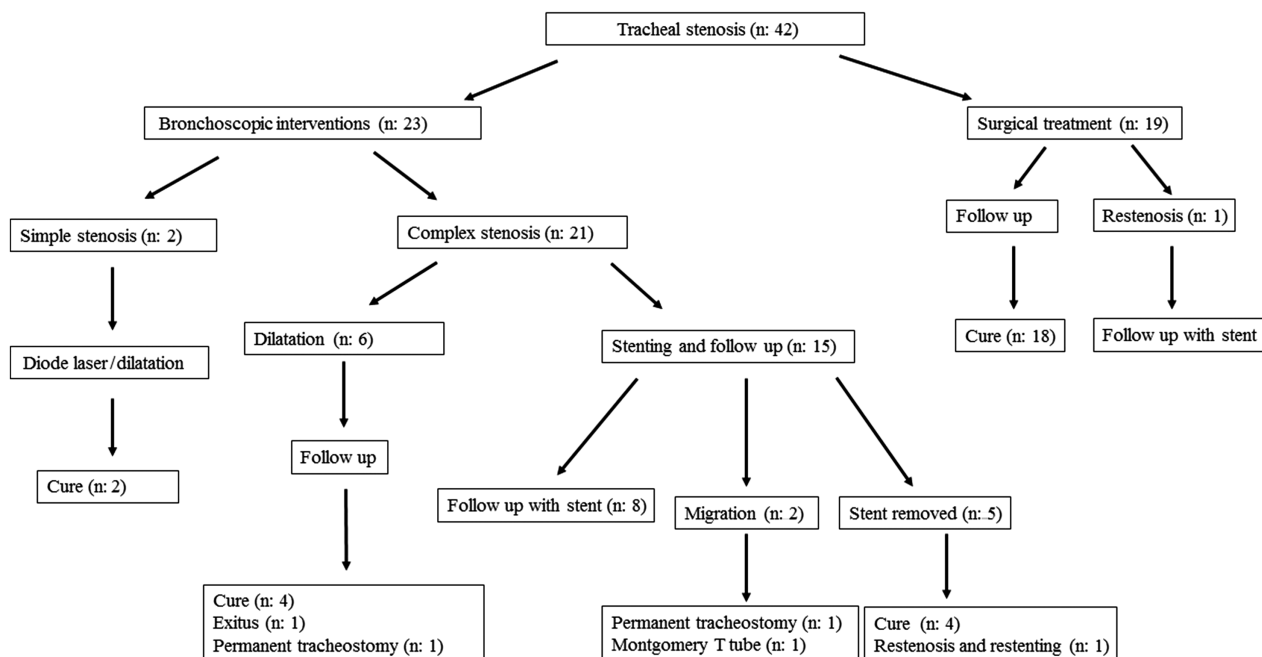 Tracheal stenosis (n: 42)
Bronchoscopic interventions (n: 23)
Surgical treatment (n: 19)
Simple stenosis (n: 2)
Complex stenosis (n: 21)
Follow up
Restenosis (n: 1)
Diode laser/dilatation
Dilatation (n: 6)
Stenting and follow up (n: 15)
Cure (n: 18)
Follow up with stent
Cure (n: 2)
Follow up
Follow up with stent (n: 8)
Migration (n: 2)
Stent removed (n: 5)
Cure (n: 4)
Exitus (n: 1)
Permanent tracheostomy (n: 1)
Permanent tracheostomy (n: 1)
Montgomery T tube (n: 1)
Cure (n: 4)
Restenosis and restenting (n: 1)